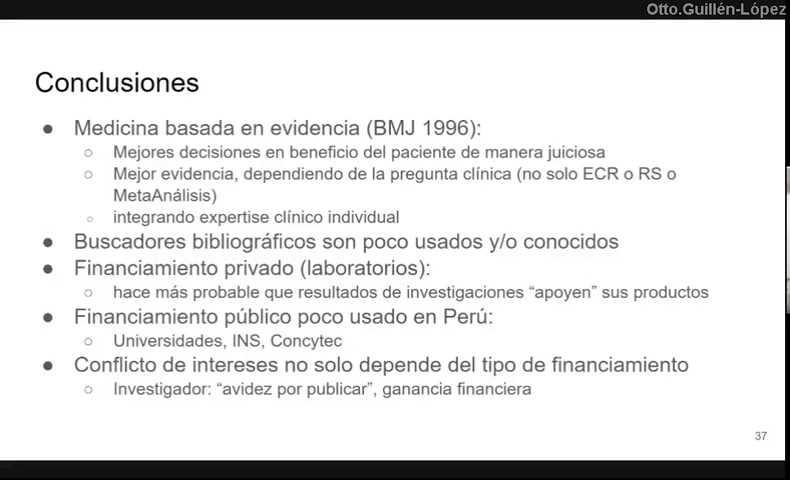 Otto.Guillén-López
Conclusiones
● Medicina basada en evidencia (BMJ 1996):
○ Mejores decisiones en beneficio del paciente de manera juiciosa
○ Mejor evidencia, dependiendo de la pregunta clínica (no solo ECR o RS o
MetaAnálisis)
○ integrando expertise clínico individual
● Buscadores bibliográficos son poco usados y/o conocidos
● Financiamiento privado (laboratorios):
○ hace más probable que resultados de investigaciones “apoyen” sus productos
● Financiamiento público poco usado en Perú:
○ Universidades, INS, Concytec
● Conflicto de intereses no solo depende del tipo de financiamiento
○ Investigador: “avidez por publicar”, ganancia financiera
37